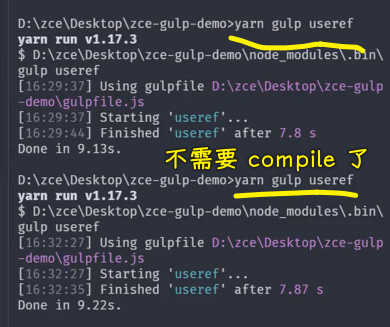 D:\zce\Desktop\zce-gulp-demo>yarn gulp useref
yarn run v1.17.3
$ D:\zce\Desktop\zce-gulp-demo\node_modules\.bin\
gulp useref
[16:29:37] Using gulpfile D:\zce\Desktop\zce-gulp
-demo\gulpfile.js
[16:29:37] Starting 'useref'...
[16:29:44] Finished 'useref' after 7.8 s
Done in 9.13s.
不需要 compile 了
D:\zce\Desktop\zce-gulp-demo>yarn gulp useref
yarn run v1.17.3
$ D:\zce\Desktop\zce-gulp-demo\node_modules\.bin\
gulp useref
[16:32:27] Using gulpfile D:\zce\Desktop\zce-gulp
-demo\gulpfile.js
[16:32:27] Starting 'useref'...
[16:32:35] Finished 'useref' after 7.87 s
Done in 9.22s.